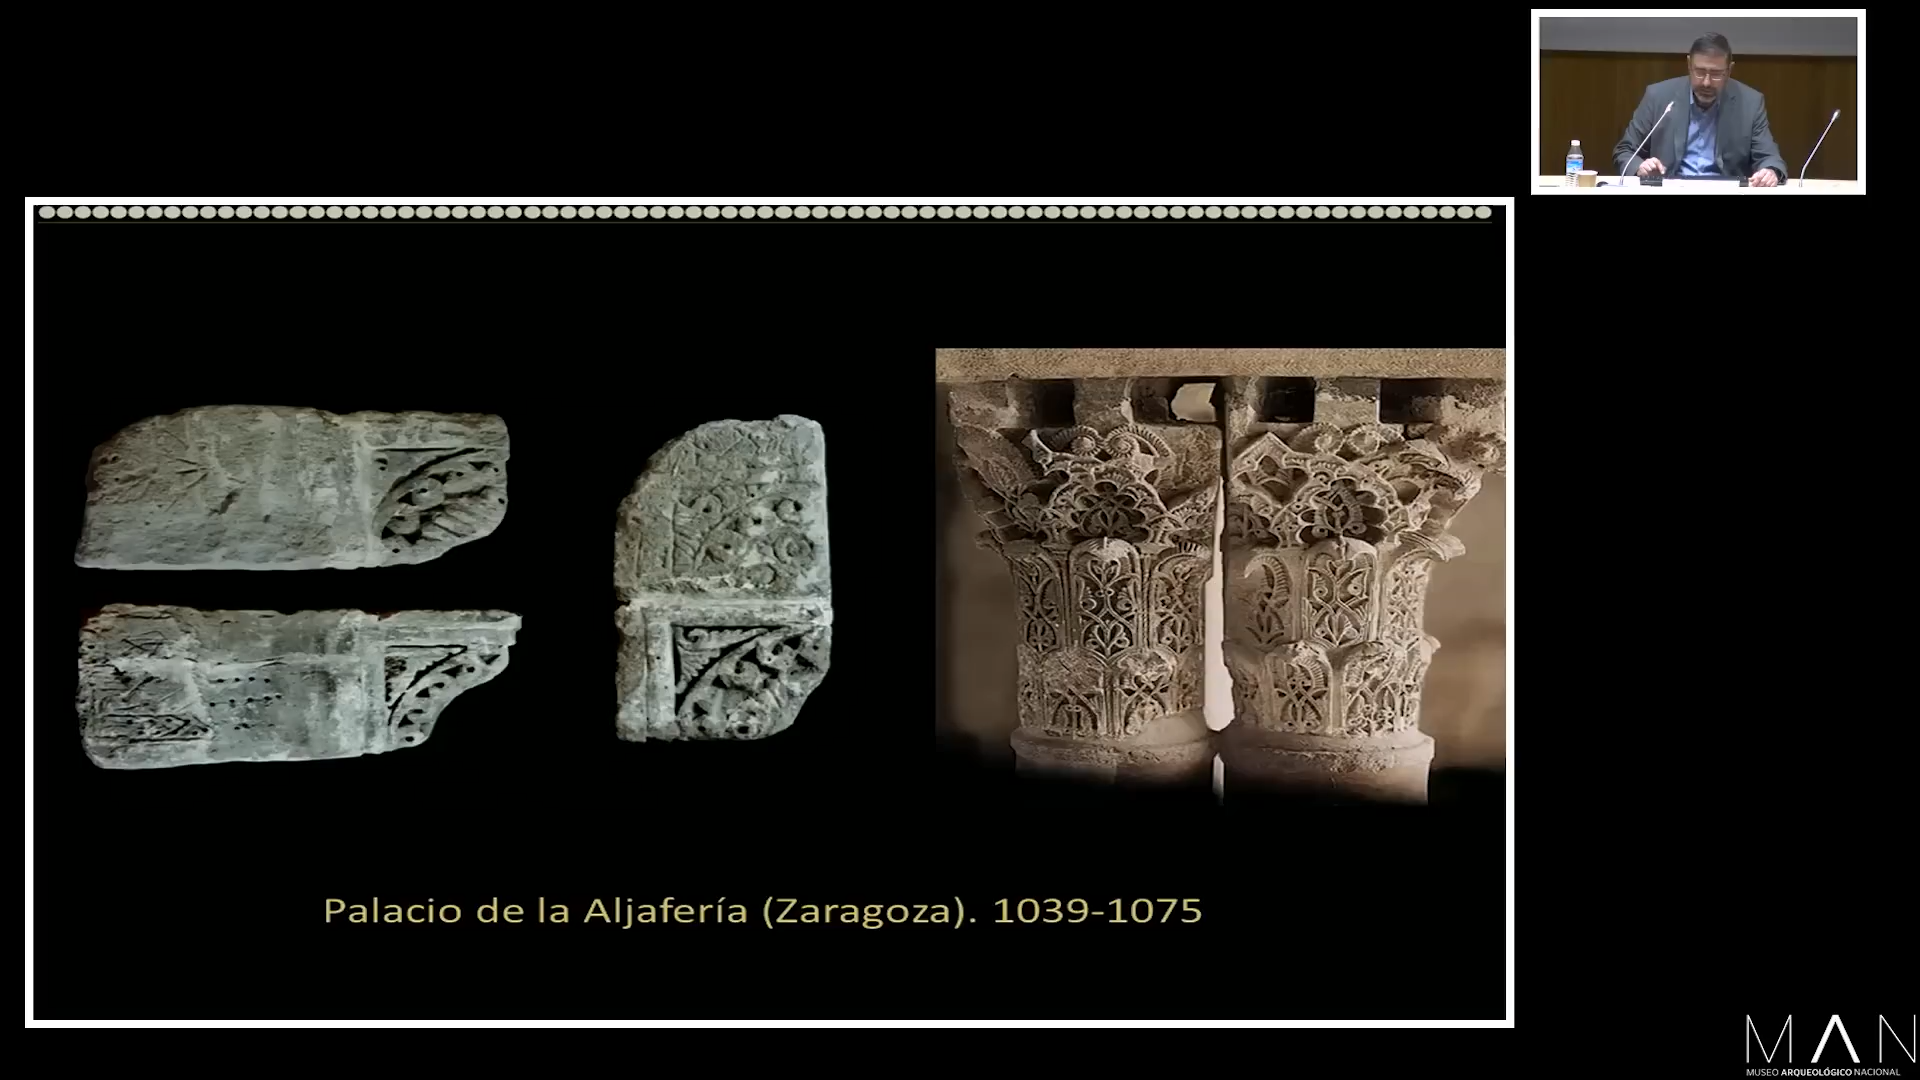 Palacio de la Aljafería (Zaragoza). 1039-1075
MAN
MUSEO ARQUEOLÓGICO NACIONAL